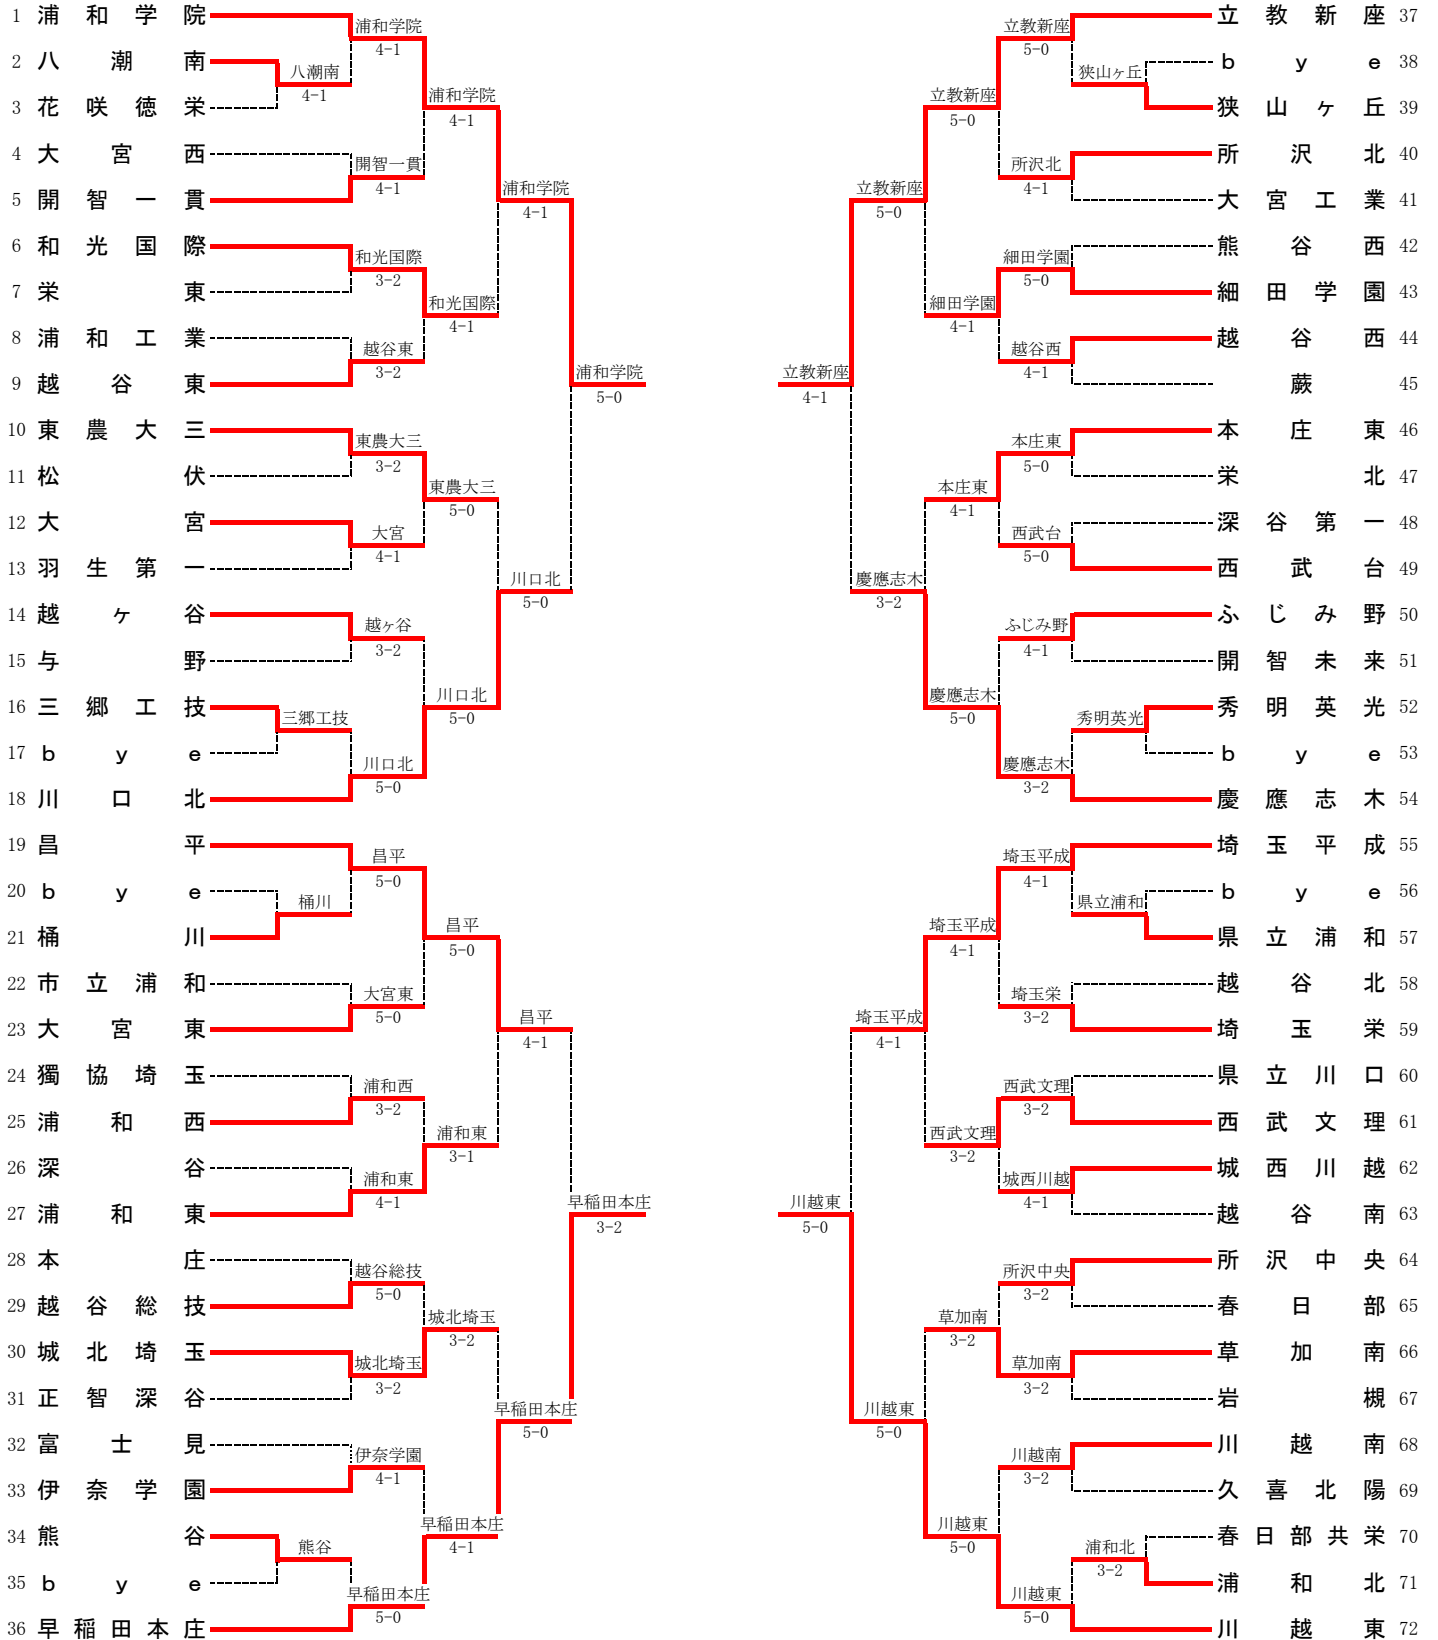 1 浦和学院
2 八潮南
3 花咲徳栄
4 大宮西
5 開智一貫
6 和光国際
7 栄東
8 浦和工業
9 越谷東
10 東農大三
11 松伏
12 大宮
13 羽生第一
14 越ヶ谷
15 与野
16 三郷工技
17 bye
18 川口北
19 昌平
20 bye
21 桶川
22 市立浦和
23 大宮東
24 獨協埼玉
25 浦和西
26 深谷
27 浦和東
28 本庄
29 越谷総技
30 城北埼玉
31 正智深谷
32 富士見
33 伊奈学園
34 熊谷
35 bye
36 早稲田本庄
八潮南
4-1
三郷工技
桶川
熊谷
浦和学院
4-1
開智一貫
4-1
和光国際
3-2
越谷東
3-2
東農大三
3-2
大宮
4-1
越ヶ谷
3-2
川口北
5-0
昌平
5-0
大宮東
5-0
浦和西
3-2
浦和東
4-1
越谷総技
5-0
城北埼玉
3-2
伊奈学園
4-1
早稲田本庄
5-0
浦和学院
4-1
和光国際
4-1
東農大三
5-0
川口北
5-0
昌平
5-0
浦和東
3-1
城北埼玉
3-2
早稲田本庄
4-1
浦和学院
4-1
川口北
5-0
昌平
4-1
早稲田本庄
5-0
浦和学院
5-0
早稲田本庄
3-2
立教新座
4-1
川越東
5-0
立教新座
5-0
慶應志木
3-2
埼玉平成
4-1
川越東
5-0
立教新座
5-0
細田学園
4-1
本庄東
4-1
慶應志木
5-0
埼玉平成
4-1
西武文理
3-2
草加南
3-2
川越東
5-0
立教新座
5-0
所沢北
4-1
細田学園
5-0
越谷西
4-1
本庄東
5-0
西武台
5-0
ふじみ野
4-1
慶應志木
3-2
埼玉平成
4-1
埼玉栄
3-2
西武文理
3-2
城西川越
4-1
所沢中央
3-2
草加南
3-2
川越南
3-2
川越東
5-0
狭山ヶ丘
秀明英光
県立浦和
浦和北
3-2
立教新座 37
bye 38
狭山ヶ丘 39
所沢北 40
大宮工業 41
熊谷西 42
細田学園 43
越谷西 44
蕨 45
本庄東 46
栄北 47
深谷第一 48
西武台 49
ふじみ野 50
開智未来 51
秀明英光 52
bye 53
慶應志木 54
埼玉平成 55
bye 56
県立浦和 57
越谷北 58
埼玉栄 59
県立川口 60
西武文理 61
城西川越 62
越谷南 63
所沢中央 64
春日部 65
草加南 66
岩槻 67
川越南 68
久喜北陽 69
春日部共栄 70
浦和北 71
川越東 72